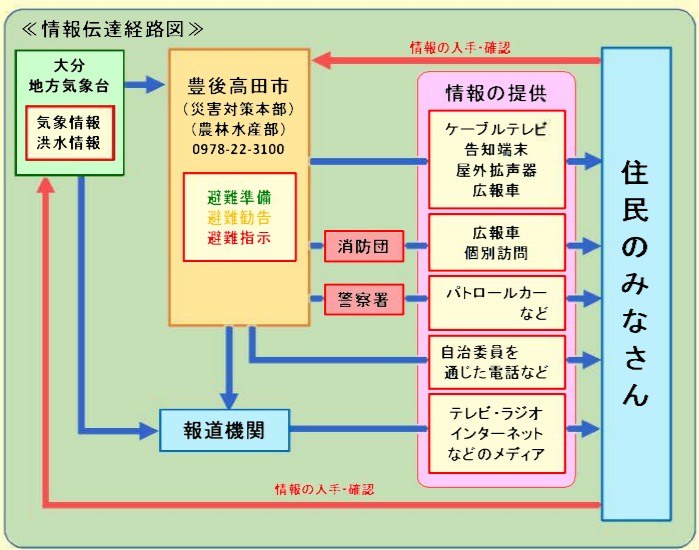 ≪情報伝達経路図≫
情報の入手・確認
大分
地方気象台
気象情報
洪水情報
豊後高田市
(災害対策本部)
(農林水産部)
0978-22-3100
避難準備
避難勧告
避難指示
情報の提供
ケーブルテレビ
告知端末
屋外拡声器
広報車
消防団
広報車
個別訪問
警察署
パトロールカー
など
自治委員を
通じた電話など
報道機関
テレビ・ラジオ
インターネット
などのメディア
住民のみなさん
情報の入手・確認